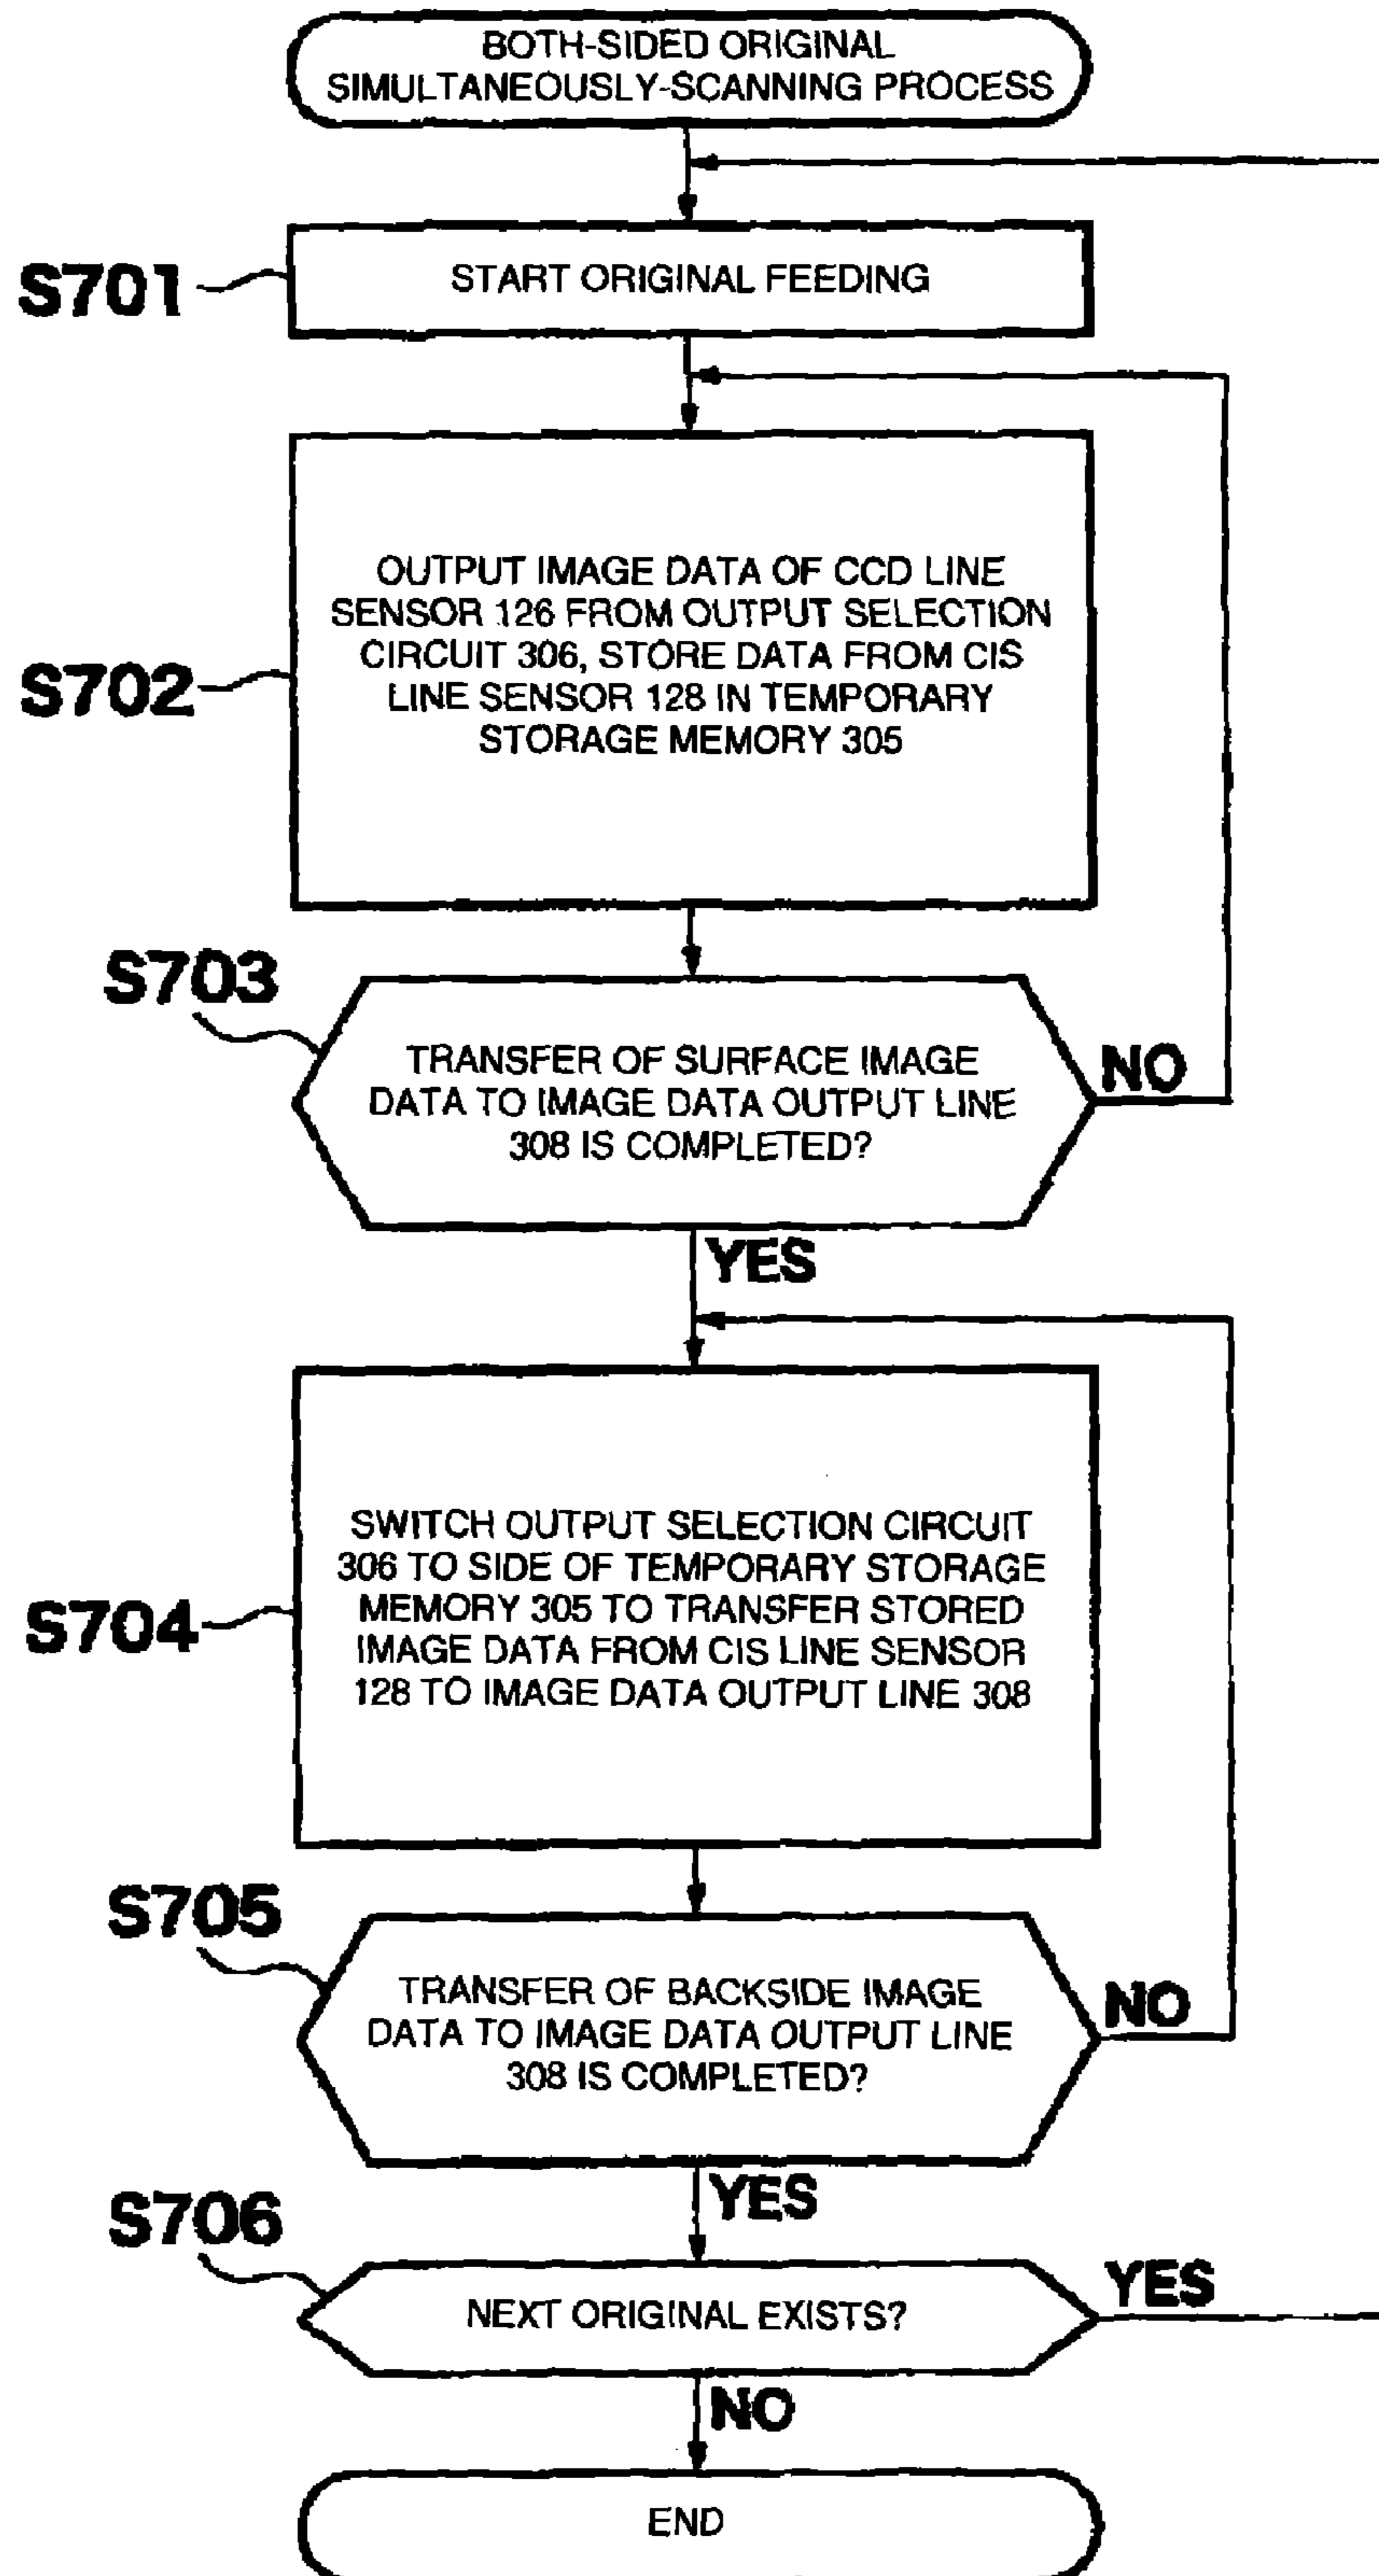 BOTH-SIDED ORIGINAL
SIMULTANEOUSLY-SCANNING PROCESS
S701
START ORIGINAL FEEDING
S702
OUTPUT IMAGE DATA OF CCD LINE
SENSOR 126 FROM OUTPUT SELECTION
CIRCUIT 306, STORE DATA FROM CIS
LINE SENSOR 128 IN TEMPORARY
STORAGE MEMORY 305
S703
TRANSFER OF SURFACE IMAGE
DATA TO IMAGE DATA OUTPUT LINE
308 IS COMPLETED?
NO
YES
S704
SWITCH OUTPUT SELECTION CIRCUIT
306 TO SIDE OF TEMPORARY STORAGE
MEMORY 305 TO TRANSFER STORED
IMAGE DATA FROM CIS LINE SENSOR
128 TO IMAGE DATA OUTPUT LINE 308
S705
TRANSFER OF BACKSIDE IMAGE
DATA TO IMAGE DATA OUTPUT LINE
308 IS COMPLETED?
NO
YES
S706
NEXT ORIGINAL EXISTS?
YES
NO
END